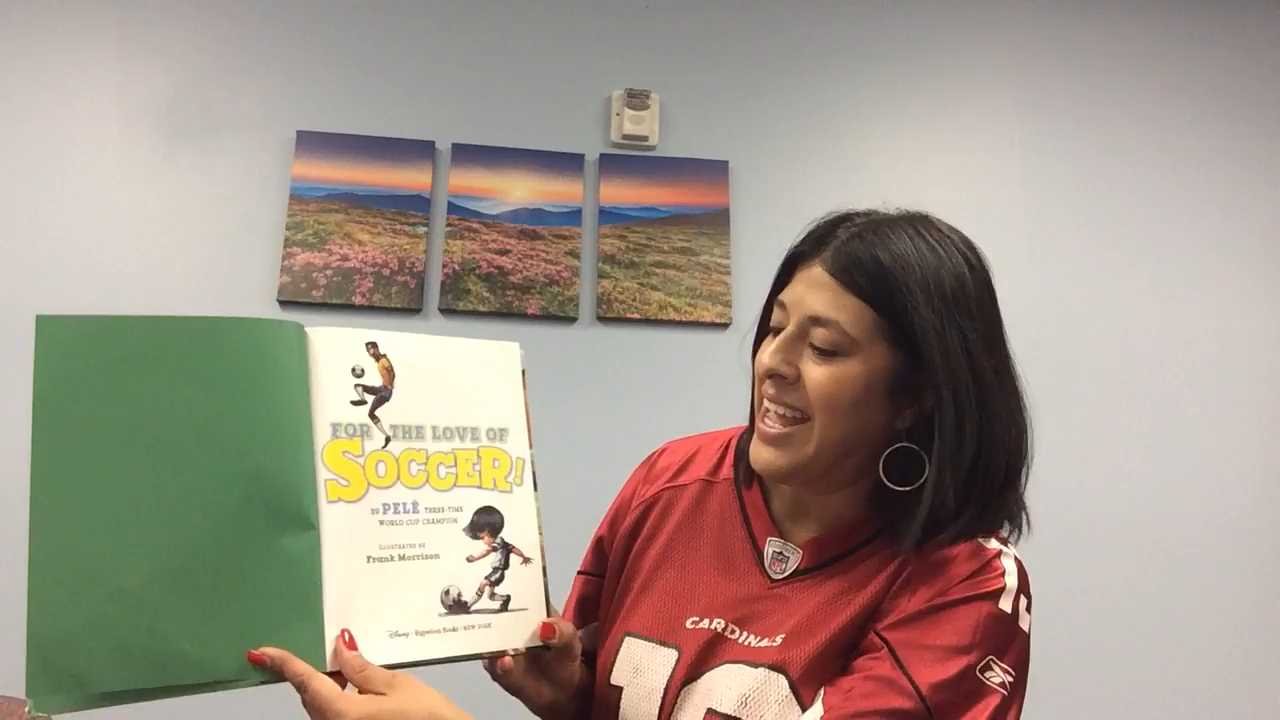 FOR THE LOVE OF
SOCCER!
BY PELÉ THREE-TIME
WORLD CUP CHAMPION
ILLUSTRATED BY
Frank Morrison
Disney • Hyperion Books • NEW YORK
CARDINALS